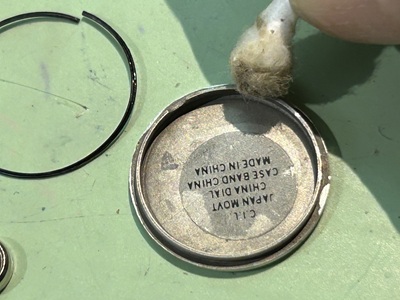 C.I.L
JAPAN MOVT
CHINA DIAL
CASE BAND CHINA
MADE IN CHINA